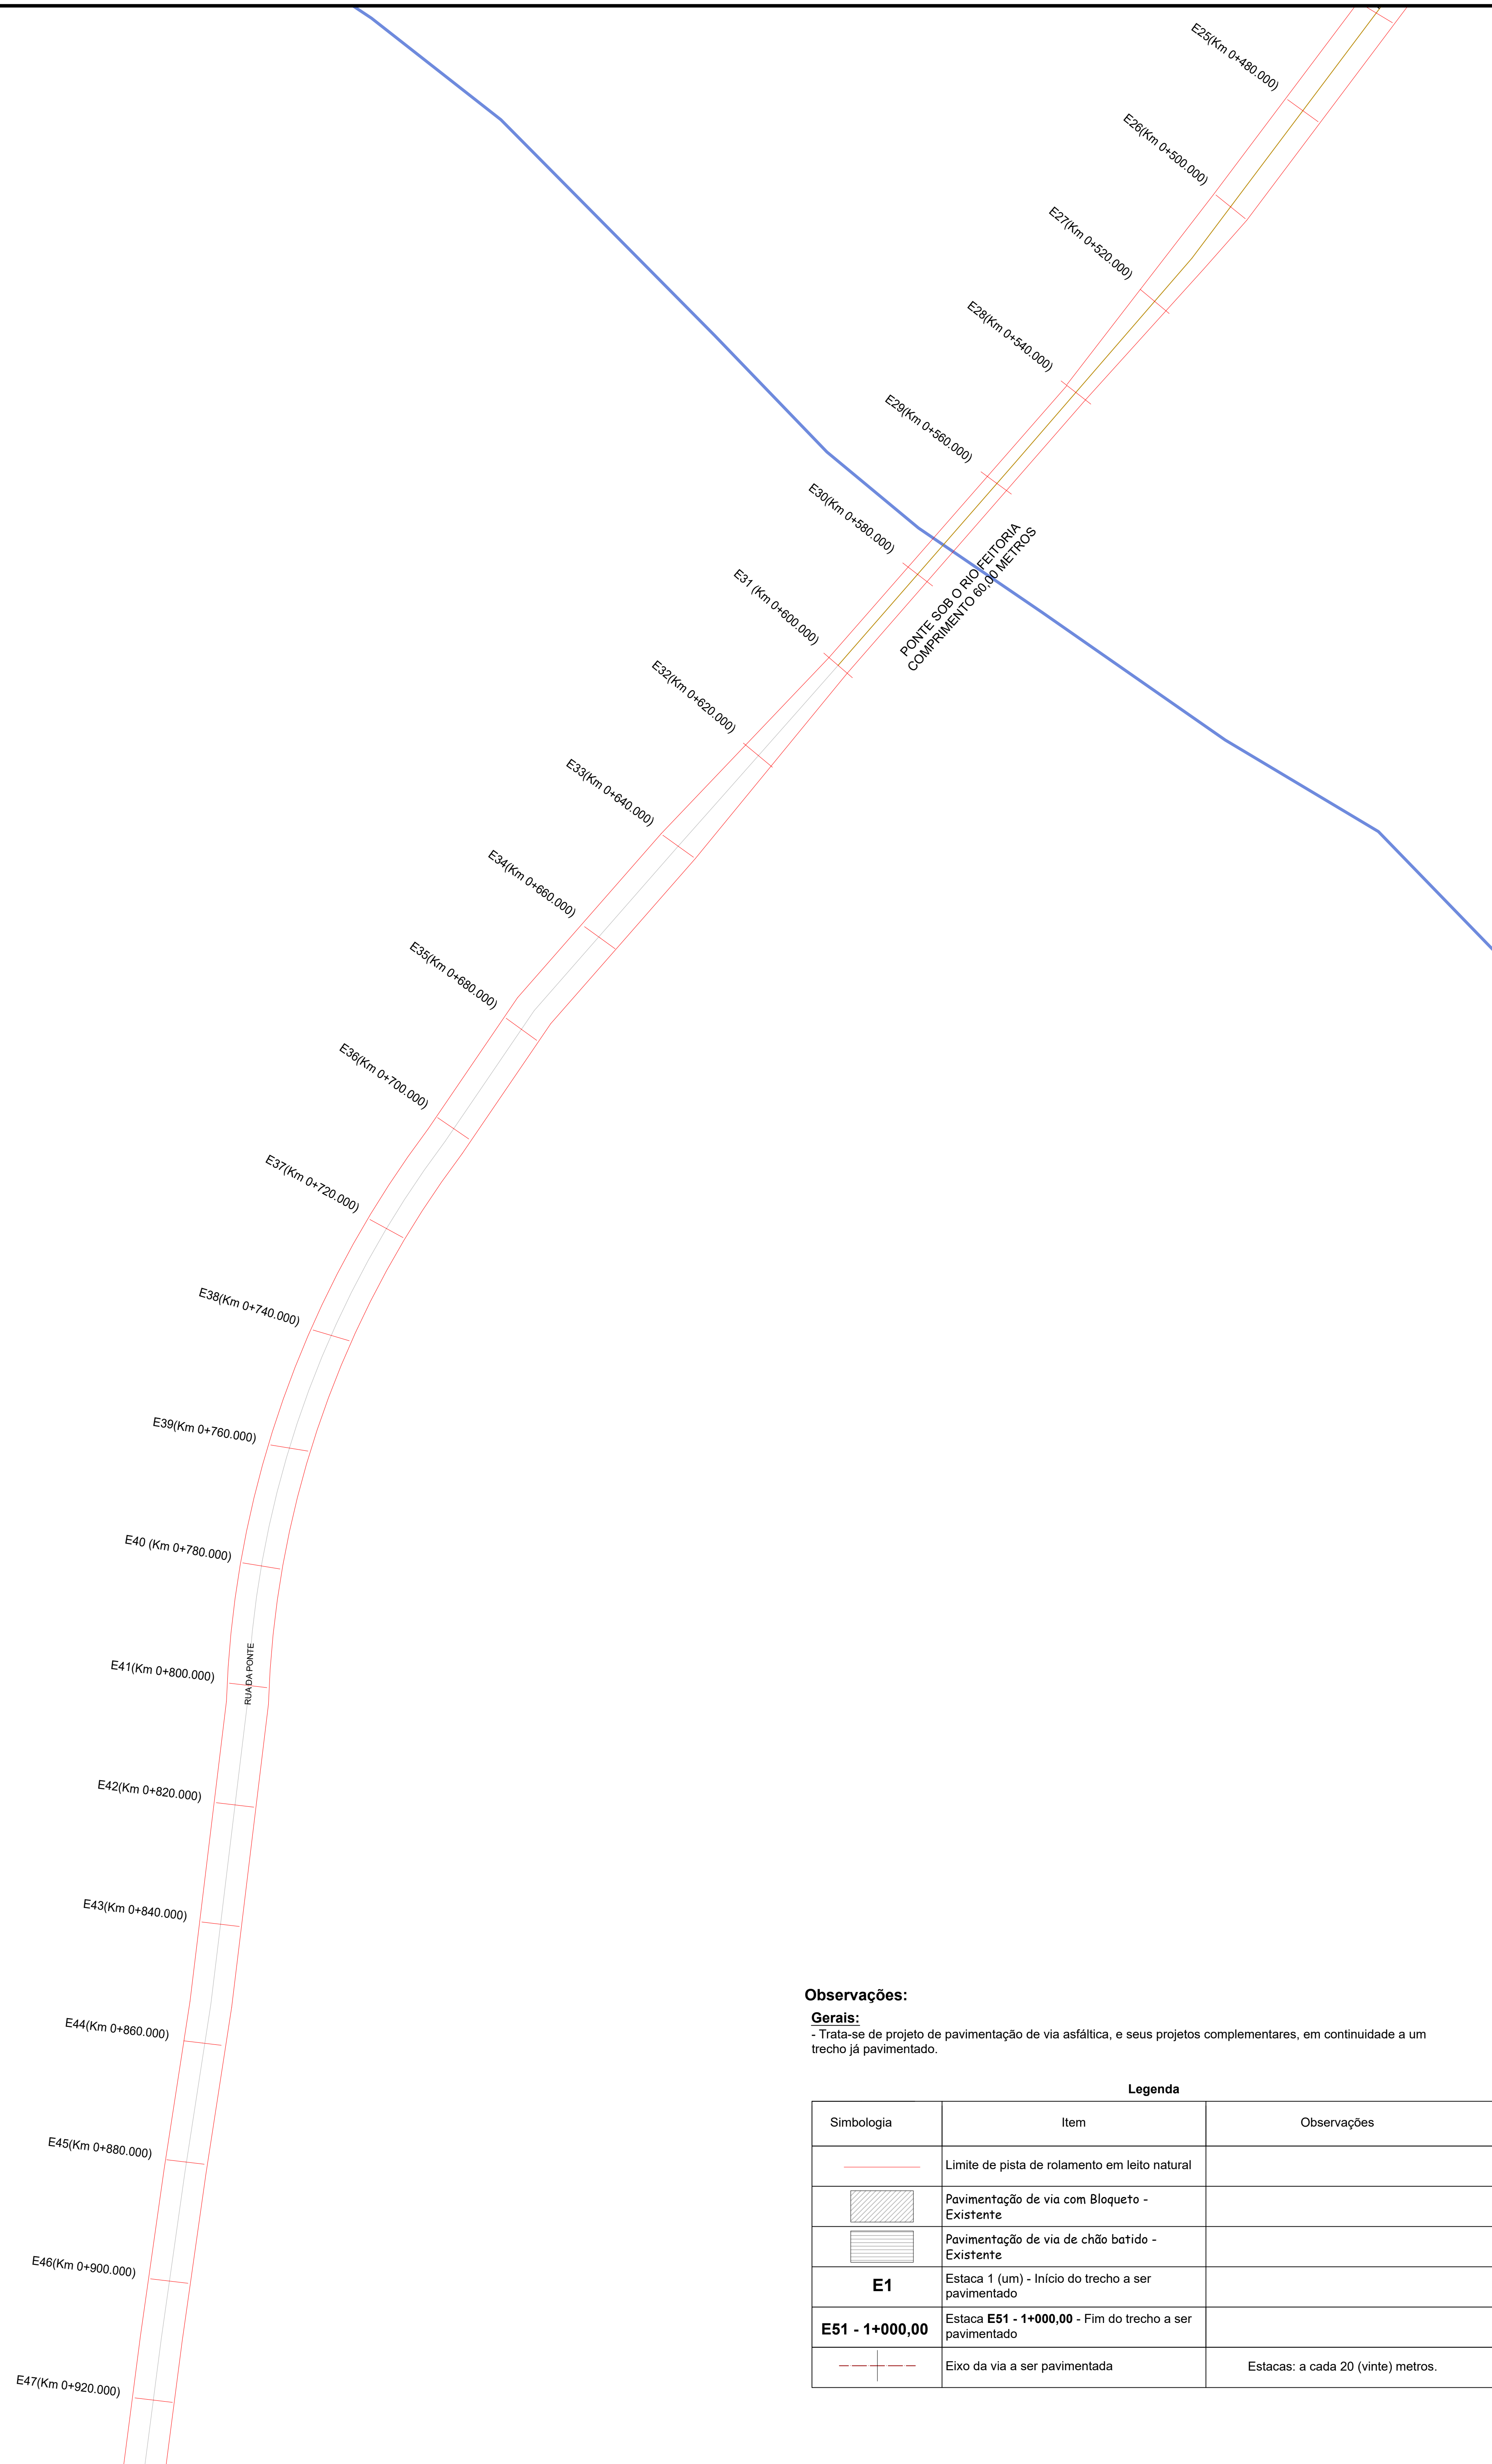 E25(Km 0+480.000)
E26(Km 0+500.000)
E27(Km 0+520.000)
E28(Km 0+540.000)
E29(Km 0+560.000)
E30(Km 0+580.000)
PONTE SOB O RIO FEITORIA
COMPRIMENTO 60,00 METROS
E31 (Km 0+600.000)
E32(Km 0+620.000)
E33(Km 0+640.000)
E34(Km 0+660.000)
E35(Km 0+680.000)
E36(Km 0+700.000)
E37(Km 0+720.000)
E38(Km 0+740.000)
E39(Km 0+760.000)
E40 (Km 0+780.000)
E41(Km 0+800.000)
RUA DA PONTE
E42(Km 0+820.000)
E43(Km 0+840.000)
E44(Km 0+860.000)
E45(Km 0+880.000)
E46(Km 0+900.000)
E47(Km 0+920.000)
Observações:
Gerais:
- Trata-se de projeto de pavimentação de via asfáltica, e seus projetos complementares, em continuidade a um
trecho já pavimentado.
Legenda
Simbologia Item Observações
Limite de pista de rolamento em leito natural
Pavimentação de via com Bloqueto -
Existente
Pavimentação de via de chão batido -
Existente
E1
Estaca 1 (um) - Início do trecho a ser
pavimentado
E51 - 1+000,00
Estaca E51 - 1+000,00 - Fim do trecho a ser
pavimentado
Eixo da via a ser pavimentada
Estacas: a cada 20 (vinte) metros.